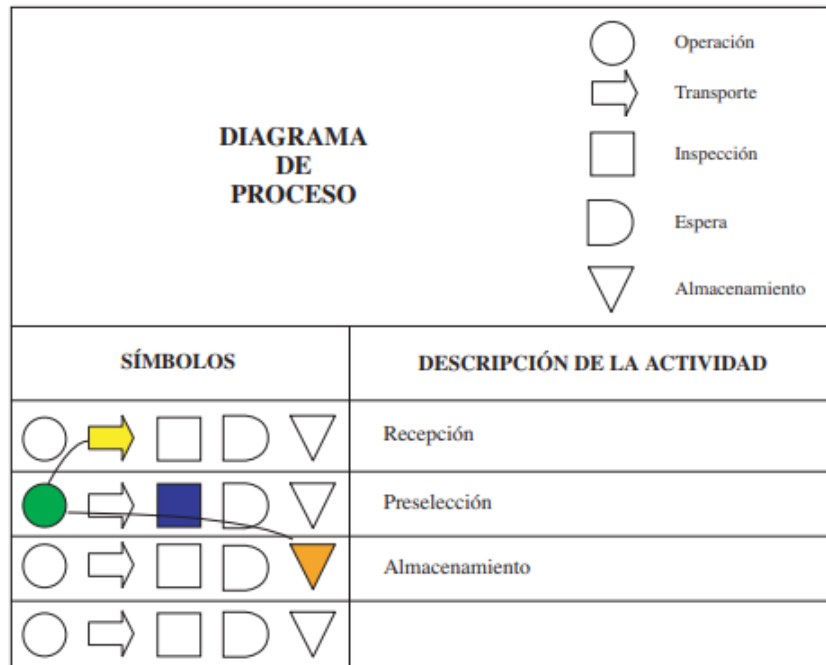 DIAGRAMA
DE
PROCESO
Operación
Transporte
Inspección
Espera
Almacenamiento
SÍMBOLOS
DESCRIPCIÓN DE LA ACTIVIDAD
Recepción
Preselección
Almacenamiento